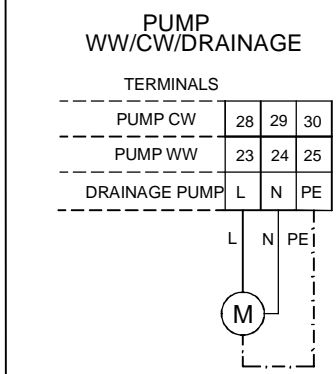 PUMP
WW/CW/DRAINAGE
TERMINALS
PUMP CW 28 29 30
PUMP WW 23 24 25
DRAINAGE PUMP L N PE
L N PE
M